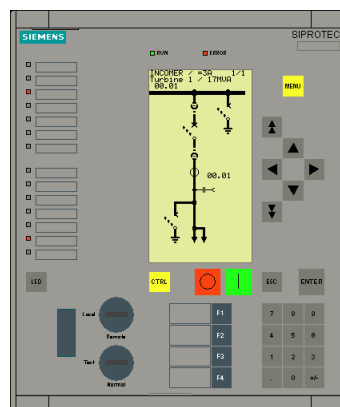 SIEMENS
SIPROTEC
RUN
ERROR
INCOMER / =3A 1/1
Turbine 1 / 17MVA
00.01
MENU
00.01
LED
CTRL
ESC
ENTER
Local
Remote
Test
Normal
F1
F2
F3
F4
7 8 9
4 5 6
1 2 3
. 0 +/-